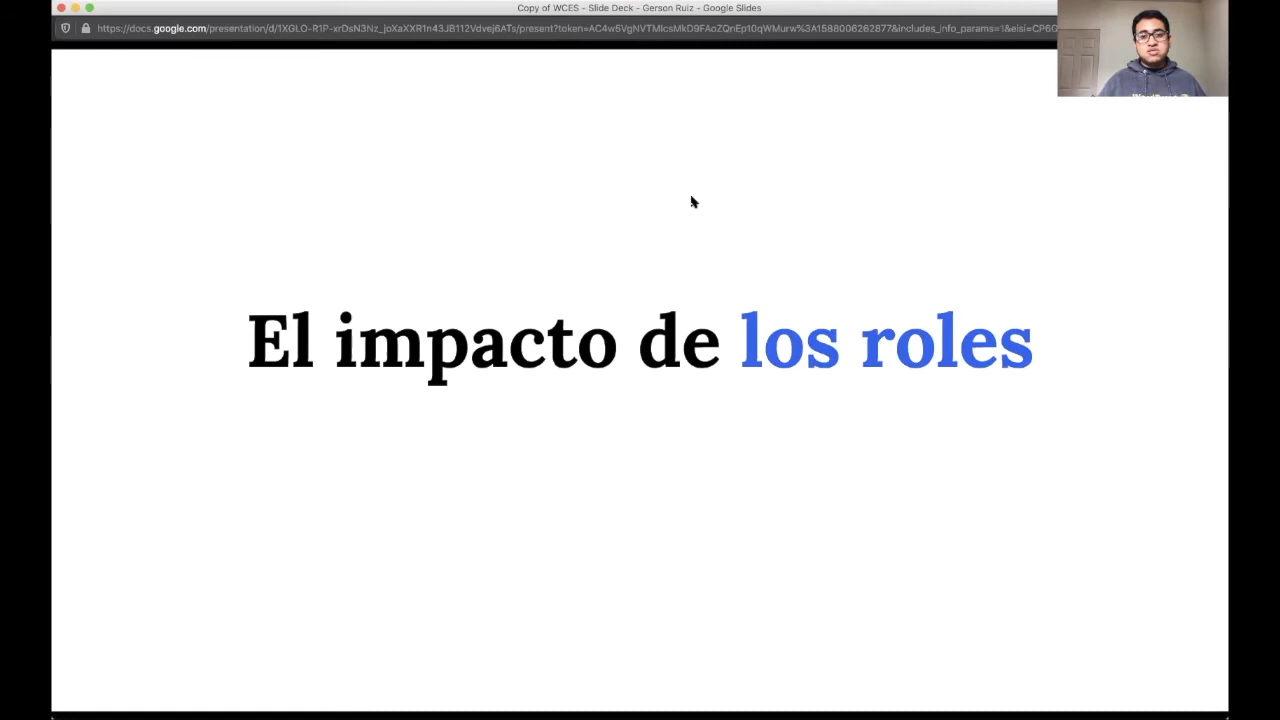 Copy of WCES - Slide Deck - Gerson Ruiz - Google Slides
El impacto de los roles